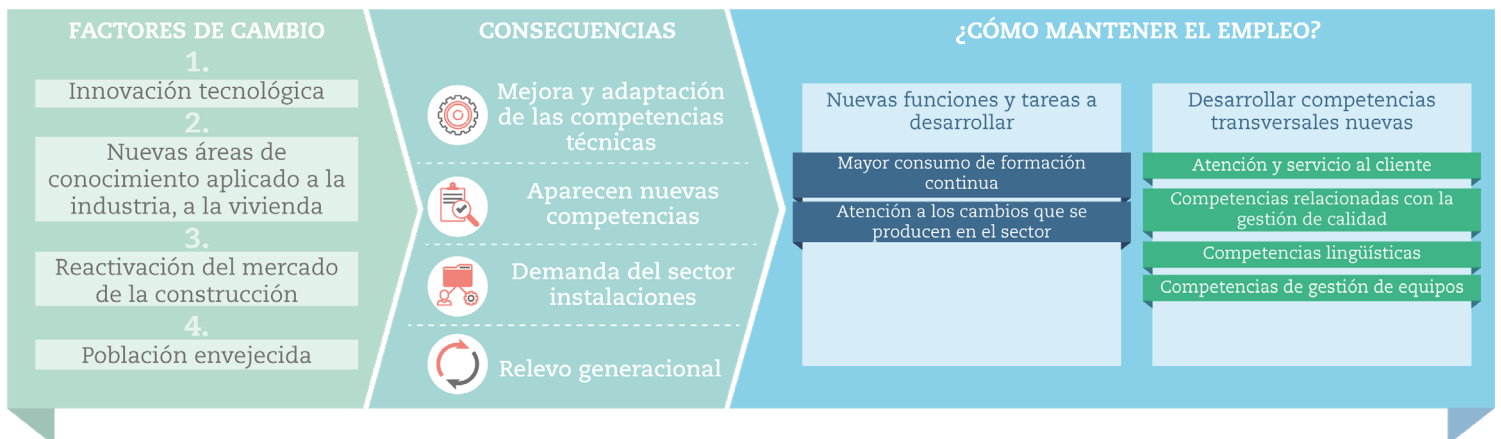 FACTORES DE CAMBIO
1.
Innovación tecnológica
2.
Nuevas áreas de
conocimiento aplicado a la
industria, a la vivienda
3.
Reactivación del mercado
de la construcción
4.
Población envejecida
CONSECUENCIAS
Mejora y adaptación
de las competencias
técnicas
Aparecen nuevas
competencias
Demanda del sector
instalaciones
Relevo generacional
¿CÓMO MANTENER EL EMPLEO?
Nuevas funciones y tareas a
desarrollar
Mayor consumo de formación
continua
Atención a los cambios que se
producen en el sector
Desarrollar competencias
transversales nuevas
Atención y servicio al cliente
Competencias relacionadas con la
gestión de calidad
Competencias lingüísticas
Competencias de gestión de equipos